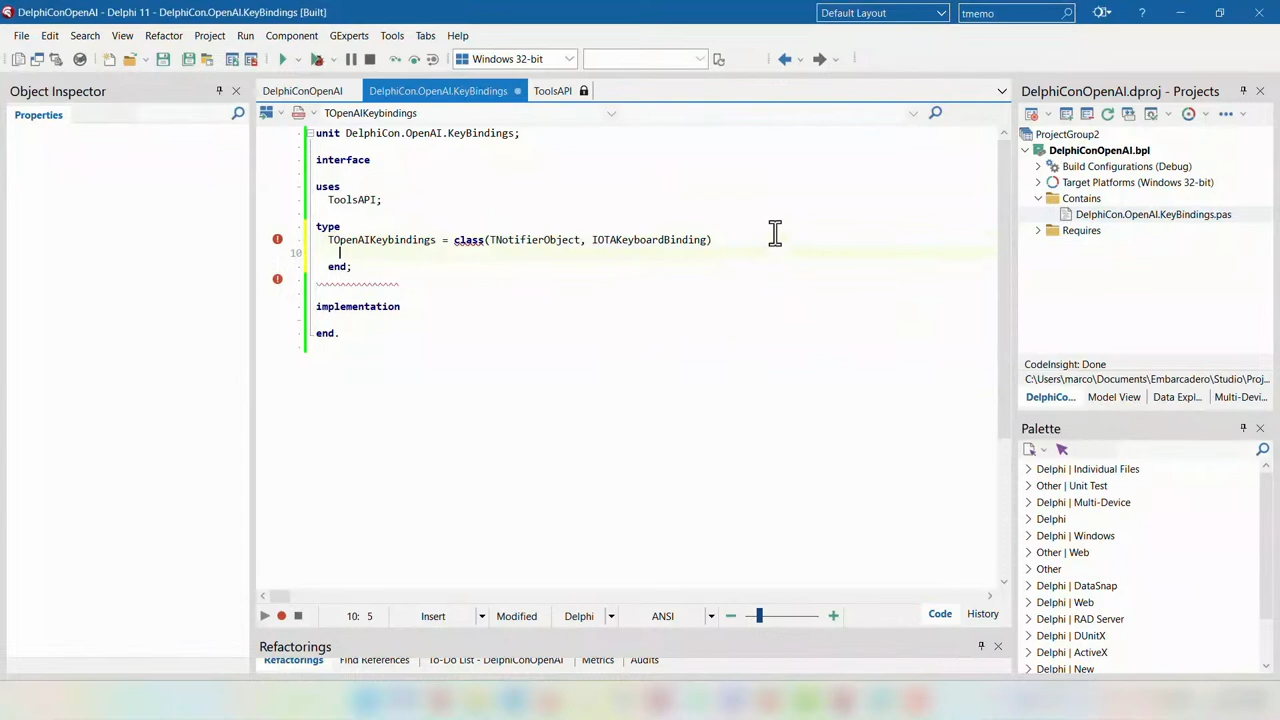 DelphiConOpenAI - Delphi 11 - DelphiCon.OpenAI.KeyBindings [Built]
Default Layout
tmemo
File Edit Search View Refactor Project Run Component GExperts Tools Tabs Help
Windows 32-bit
Object Inspector
Properties
DelphiConOpenAI DelphiCon.OpenAI.KeyBindings ToolsAPI
TOpenAIKeybindings
unit DelphiCon.OpenAI.KeyBindings;
interface
uses
ToolsAPI;
type
TOpenAIKeybindings = class(TNotifierObject, IOTAKeyboardBinding)
10
end;
implementation
end.
10: 5 Insert Modified Delphi ANSI Code History
Refactorings
Refactorings Find References To-Do List - DelphiConOpenAI Metrics Audits
DelphiConOpenAI.dproj - Projects
ProjectGroup2
DelphiConOpenAI.bpl
Build Configurations (Debug)
Target Platforms (Windows 32-bit)
Contains
DelphiCon.OpenAI.KeyBindings.pas
Requires
CodeInsight: Done
C:\Users\marco\Documents\Embarcadero\Studio\Proj...
DelphiCo... Model View Data Expl... Multi-Devi...
Palette
Delphi | Individual Files
Other | Unit Test
Delphi | Multi-Device
Delphi
Delphi | Windows
Other | Web
Other
Delphi | DataSnap
Delphi | Web
Delphi | RAD Server
Delphi | DUnitX
Delphi | ActiveX
Delphi | New